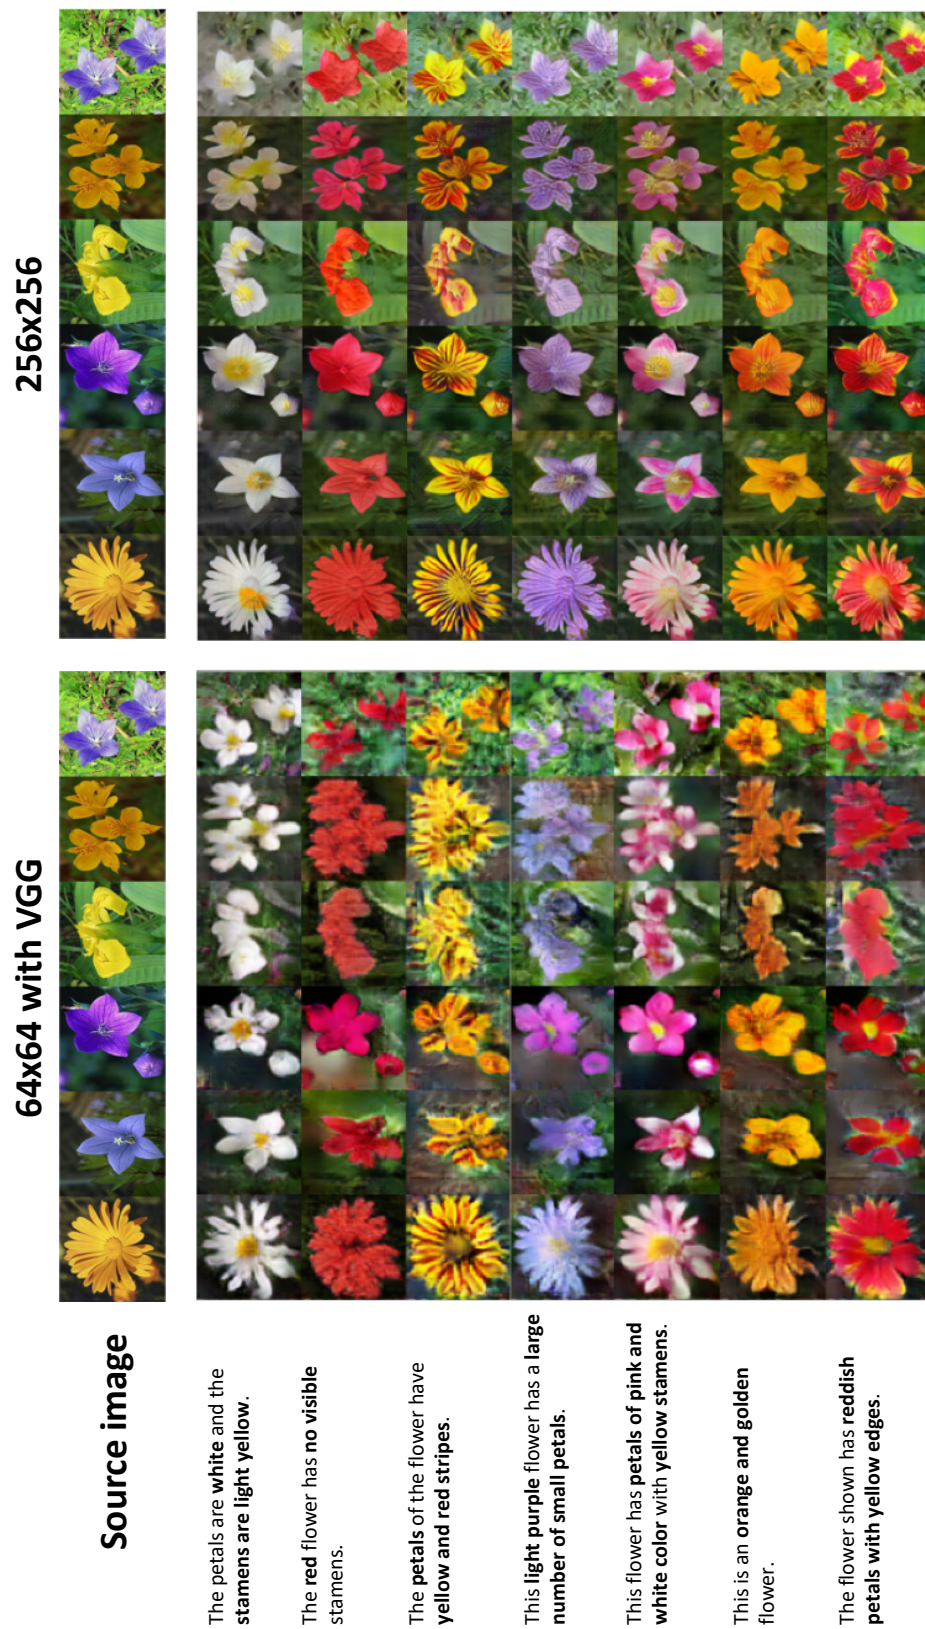 64x64 with VGG
256x256
Source image
The petals are white and the
stamens are light yellow.
The red flower has no visible
stamens.
The petals of the flower have
yellow and red stripes.
This light purple flower has a large
number of small petals.
This flower has petals of pink and
white color with yellow stamens.
This is an orange and golden
flower.
The flower shown has reddish
petals with yellow edges.